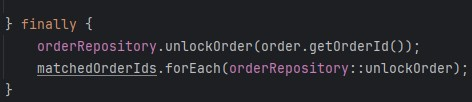 } finally {
orderRepository.unlockOrder(order.getOrderId());
matchedOrderIds.forEach(orderRepository::unlockOrder);
}